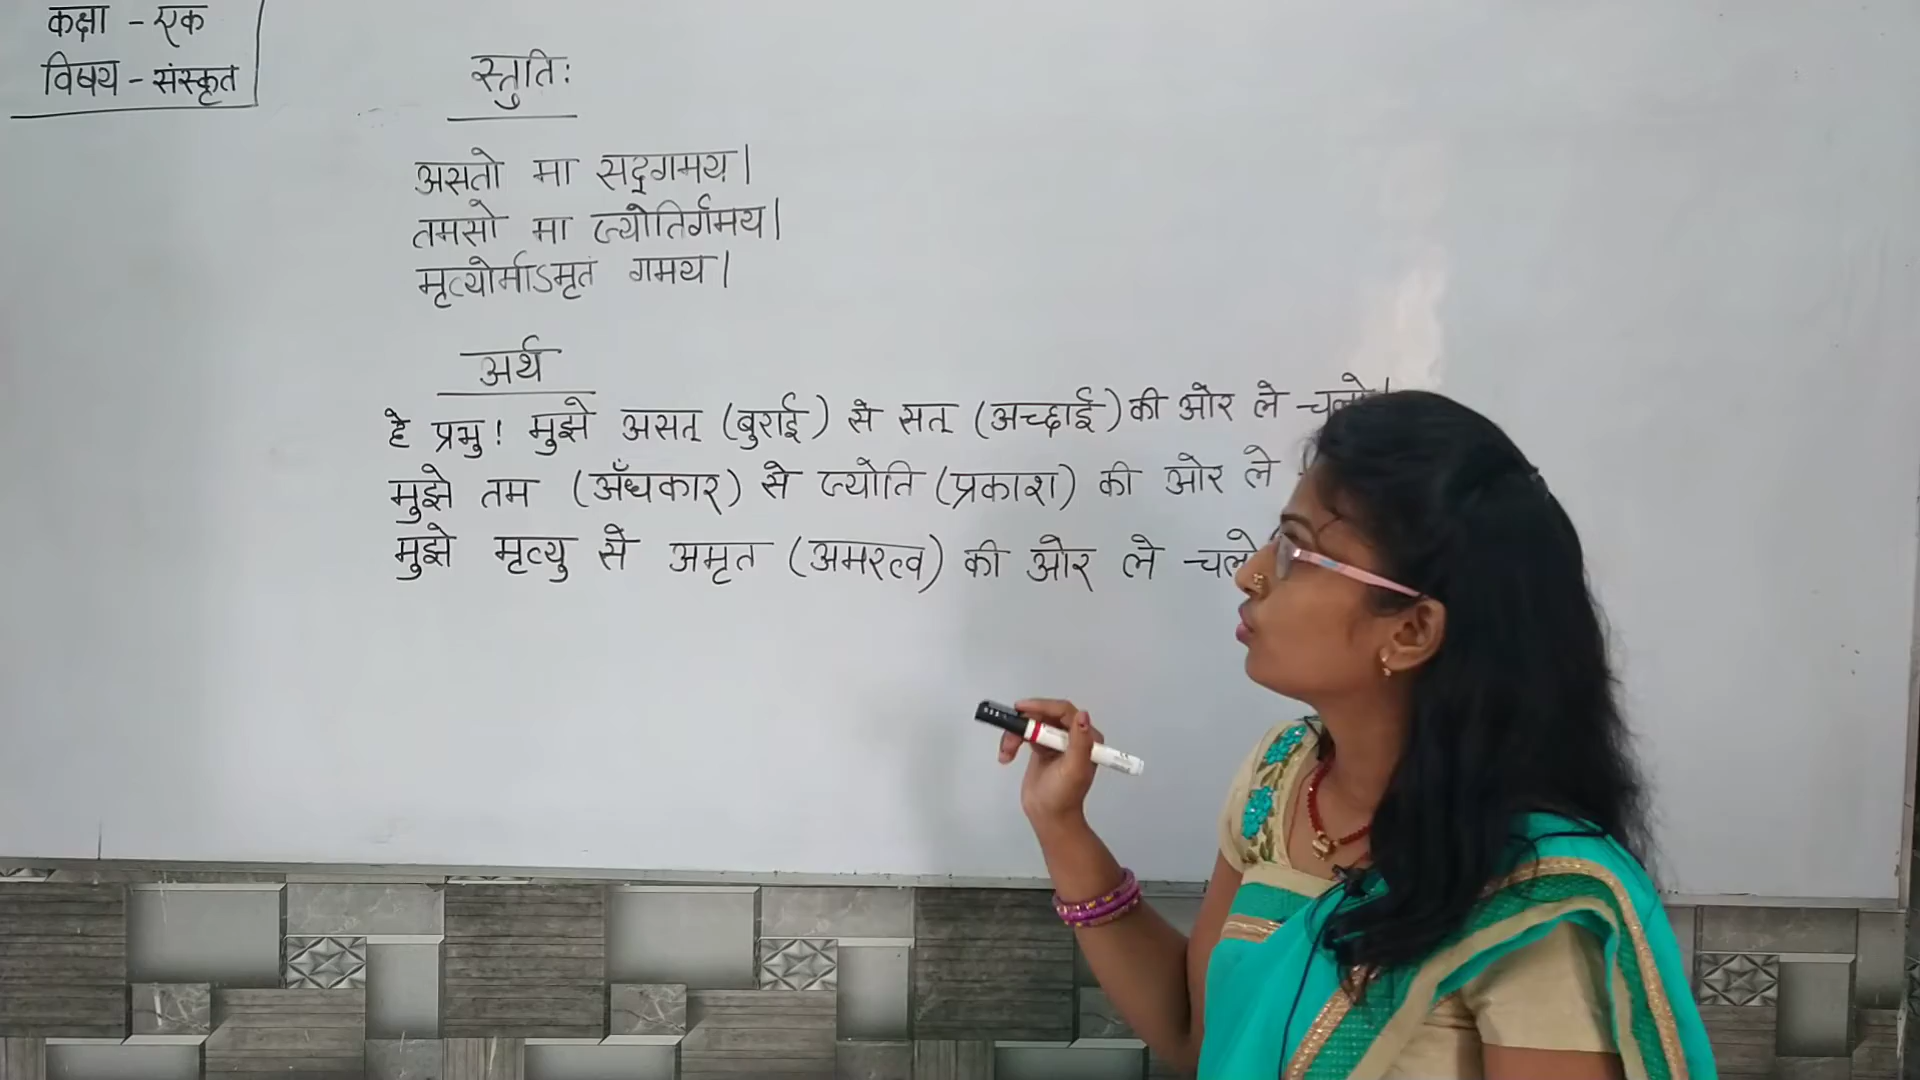 कक्षा - एक
विषय - संस्कृत
स्तुतिः
असतो मा सद्गमय।
तमसो मा ज्योतिर्गमय।
मृत्योर्माऽमृतं गमय।
अर्थ
हे प्रभु! मुझे असत् (बुराई) से सत् (अच्छाई) की ओर ले चलो।
मुझे तम (अँधकार) से ज्योति (प्रकाश) की ओर ले
मुझे मृत्यु से अमृत (अमरत्व) की ओर ले चलो